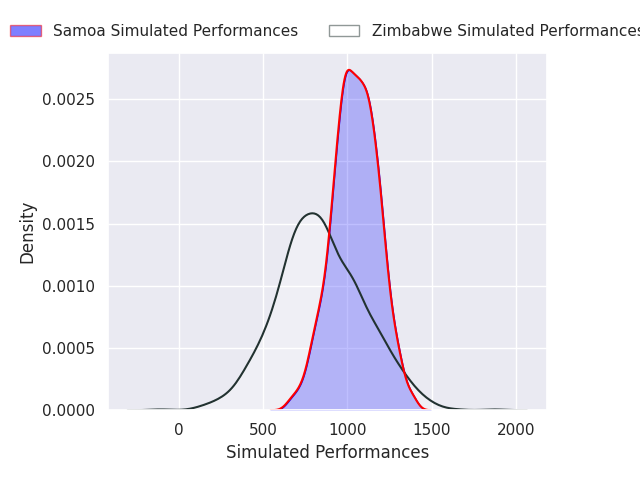 Samoa Simulated Performances
Zimbabwe Simulated Performances
0.0025
0.0020
0.0015
0.0010
0.0005
0.0000
Density
0
500
1000
1500
2000
Simulated Performances